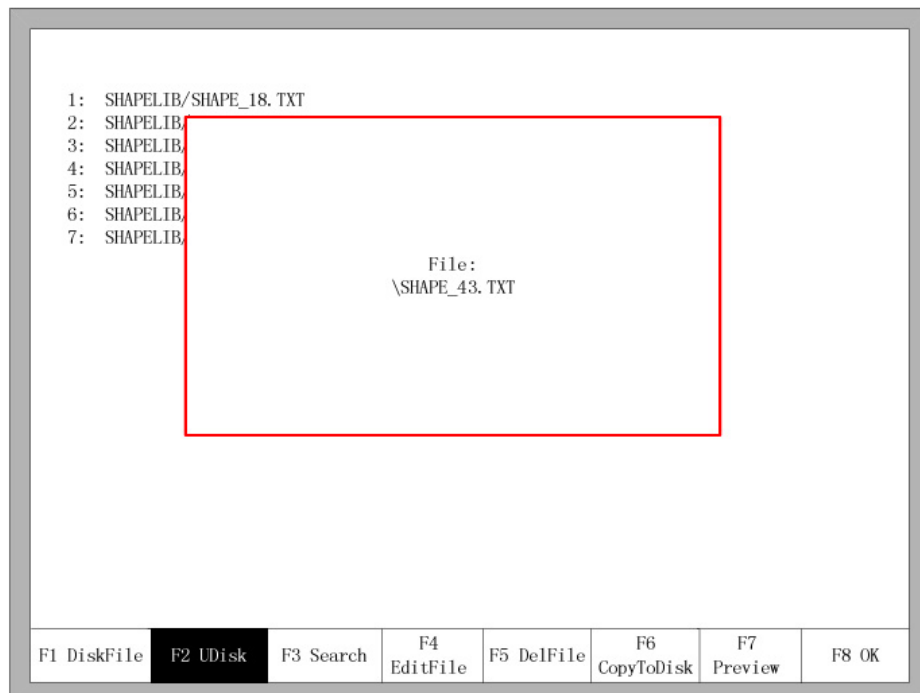 1: SHAPELIB/SHAPE_18.TXT
2: SHAPELIB/
3: SHAPELIB/
4: SHAPELIB/
5: SHAPELIB/
6: SHAPELIB/
7: SHAPELIB/
File:
\SHAPE_43.TXT
F1 DiskFile
F2 UDisk
F3 Search
F4
EditFile
F5 DelFile
F6
CopyToDisk
F7
Preview
F8 OK